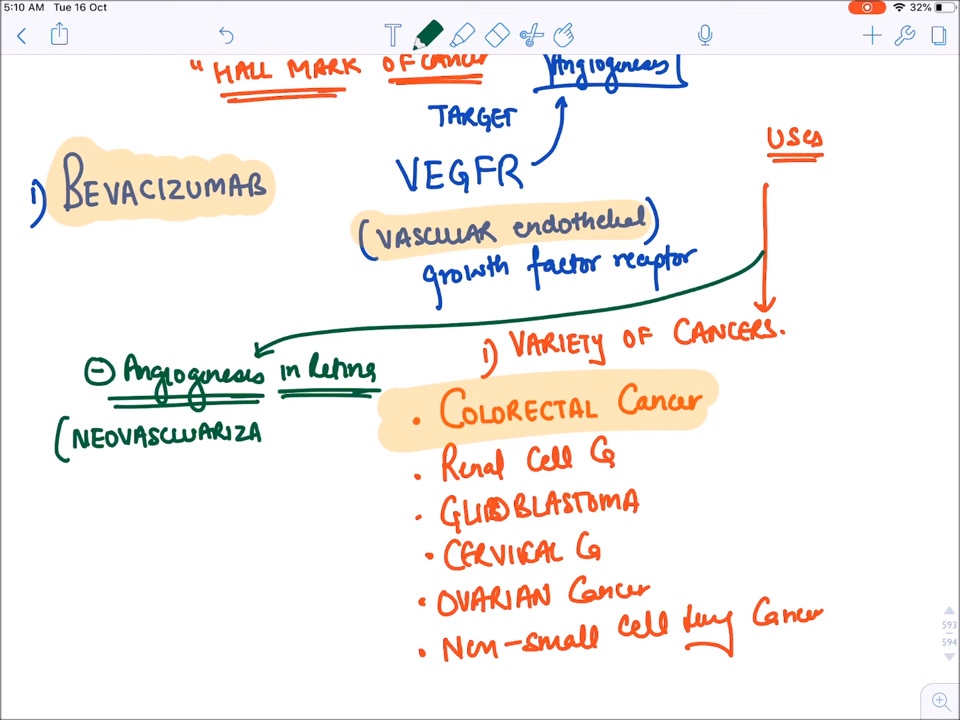 5:10 AM Tue 16 Oct
32%
T
"HALL MARK OF CANCER
Angiogenesis
TARGET
USES
1) BEVACIZUMAB
VEGFR
(VASCULAR endothelial)
growth factor receptor
1) VARIETY OF CANCERS.
⊖ Angiogenesis in Retina
(NEOVASCLUARIZA
• COLORECTAL Cancer
• Renal Cell Ca
• GLIOBLASTOMA
• CERVICAL Ca
• OVARIAN Cancer
• Non-small cell lung Cancer
593
594